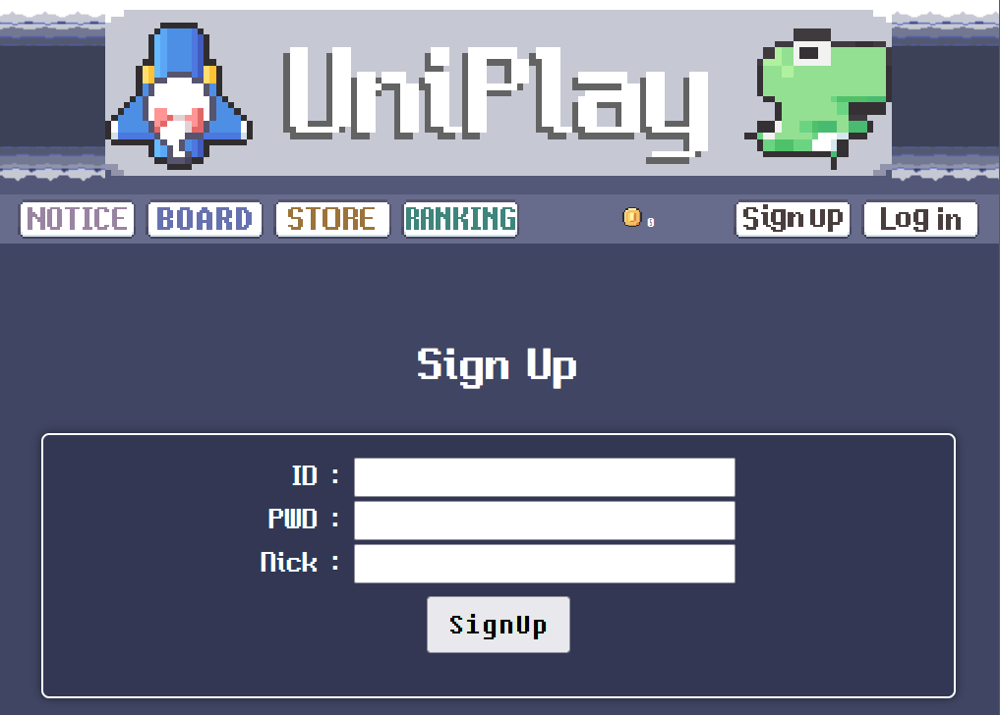 UniPlay
NOTICE BOARD STORE RANKING 0 Sign up Log in
Sign Up
ID :
PWD :
Nick :
SignUp